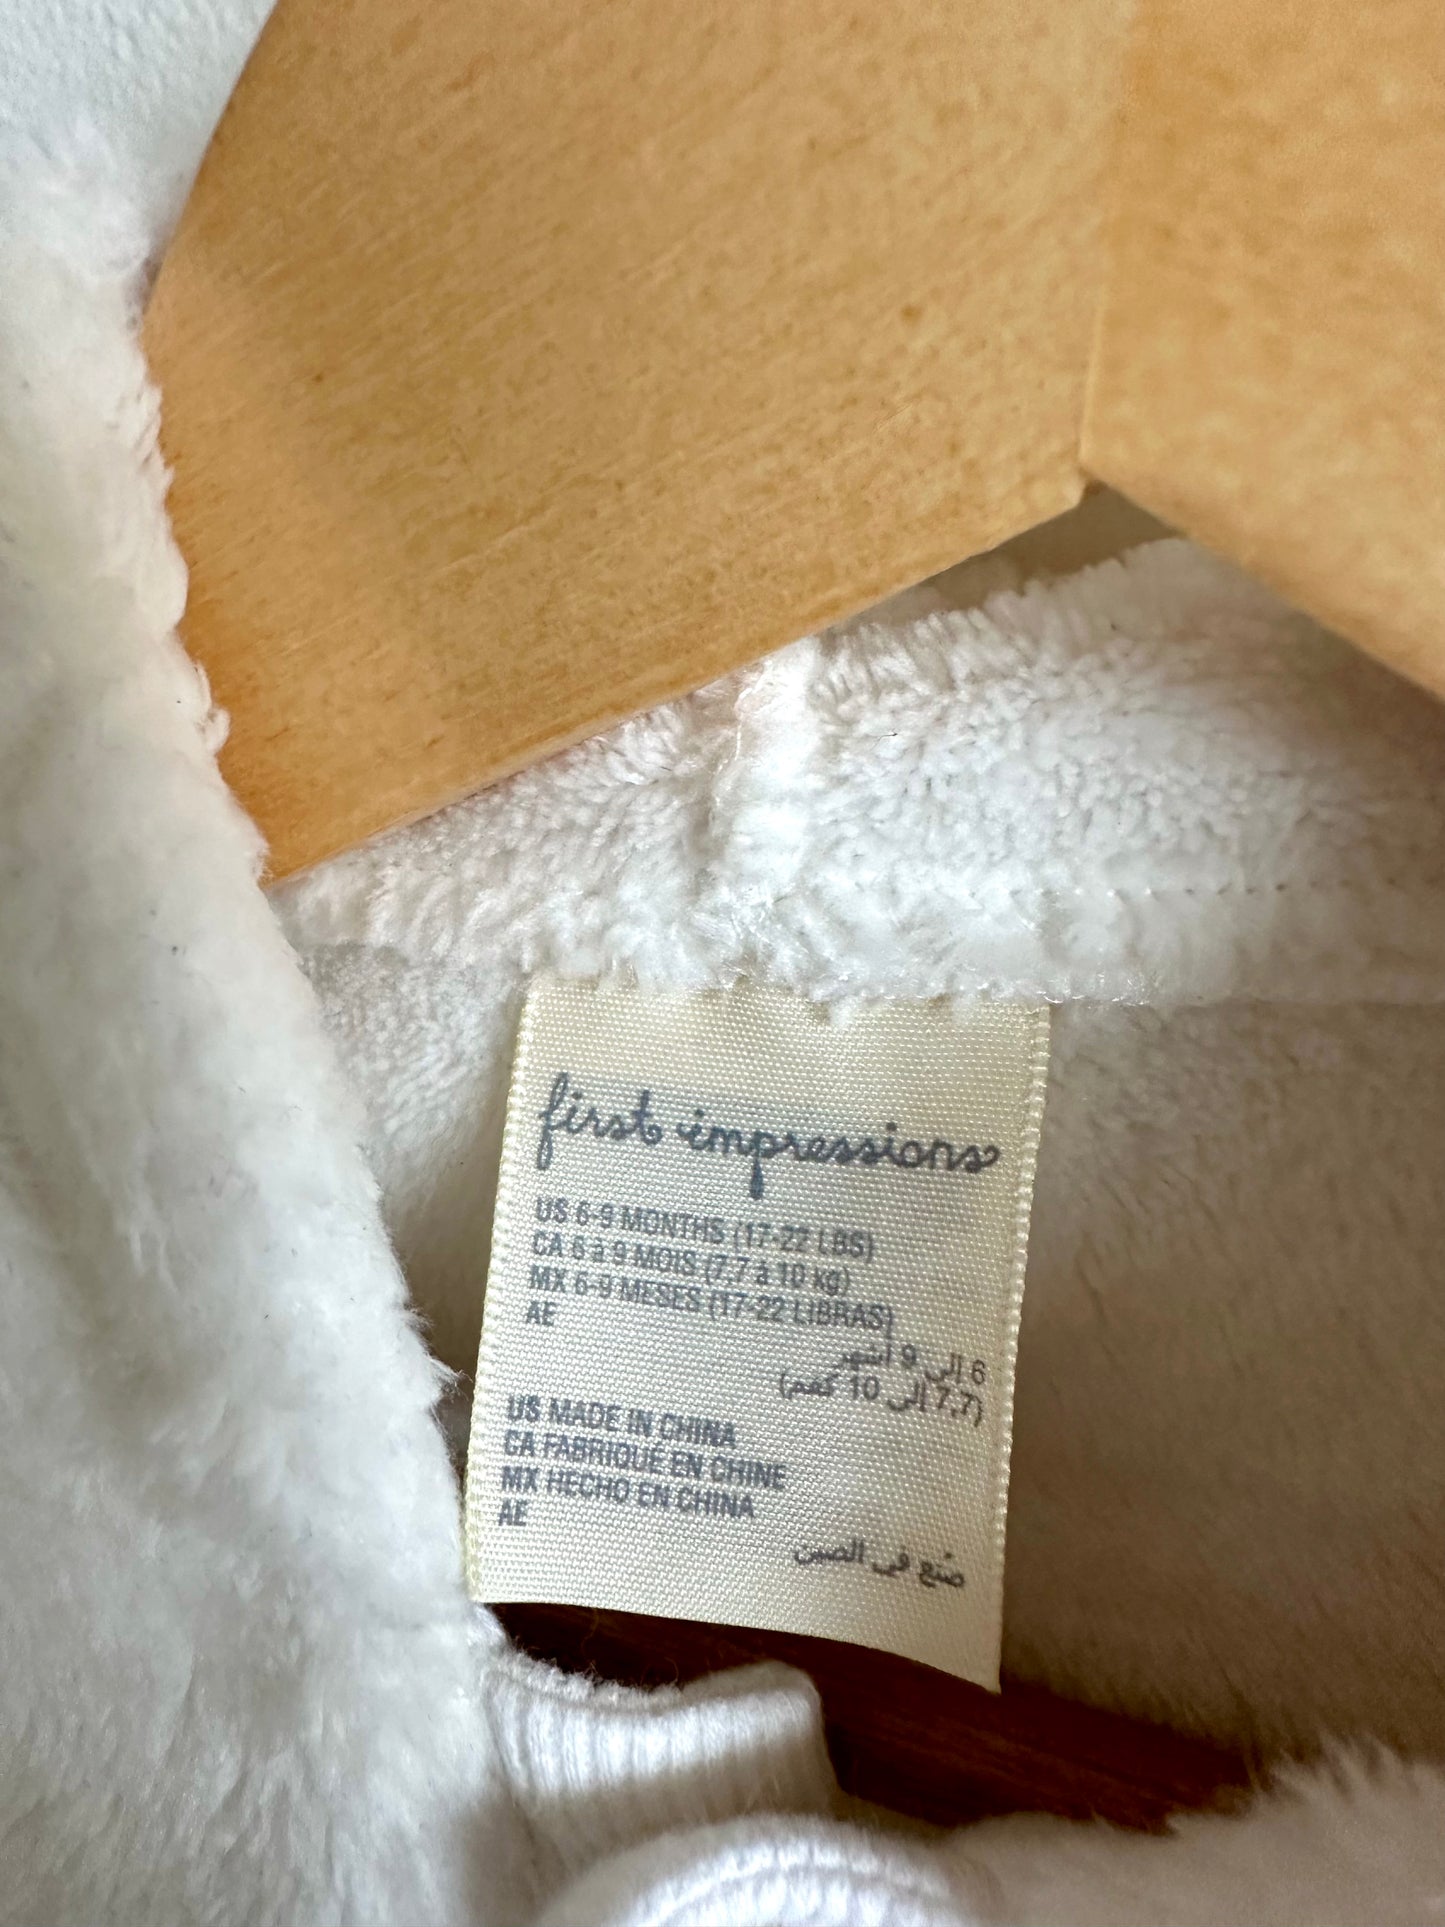 first impressions
US 6-9 MONTHS (17-22 LBS)
CA 6 à 9 MOIS (7,7 à 10 kg)
MX 6-9 MESES (17-22 LIBRAS)
AE
6 إلى 9 أشهر
(7,7 إلى 10 كغم)
US MADE IN CHINA
CA FABRIQUÉ EN CHINE
MX HECHO EN CHINA
AE
صُنع في الصين